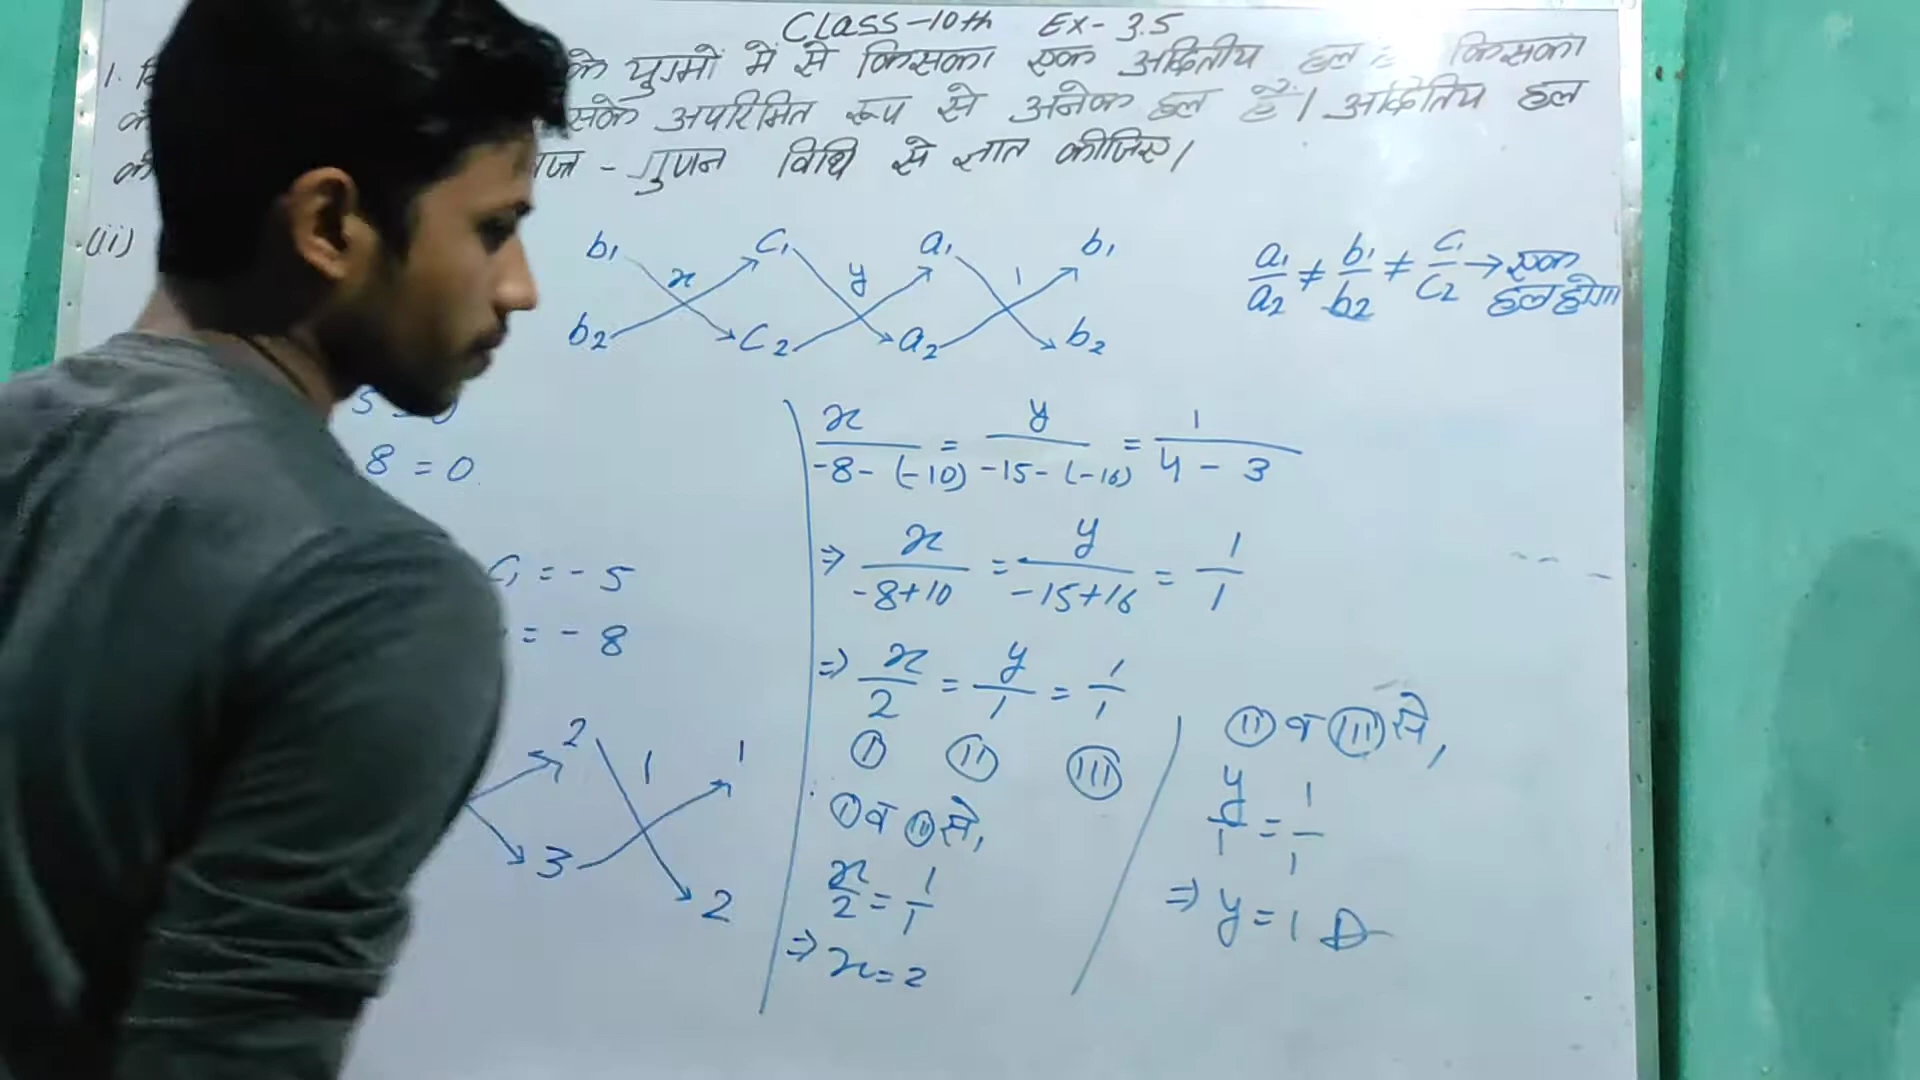 Class-10th Ex-3.5
1. के युग्मों में से किसका एक अद्वितीय हल है किसका
सके अपरिमित रूप से अनेक हल हैं। अद्वितिय हल
वज्र-गुणन विधि से ज्ञात कीजिए।
(ii)
b₁ c₁ a₁ b₁
x y 1
b₂ c₂ a₂ b₂
a₁/a₂ ≠ b₁/b₂ ≠ c₁/c₂ → एक
हल होगा
8 = 0
c₁ = -5
= -8
2 1 1
3 2
x/-8-(-10) = y/-15-(-16) = 1/4-3
⇒ x/-8+10 = y/-15+16 = 1/1
⇒ x/2 = y/1 = 1/1
(I) (II) (III)
(I) व (III) से,
x/2 = 1/1
⇒ x=2
(II) व (III) से,
y/1 = 1/1
⇒ y=1